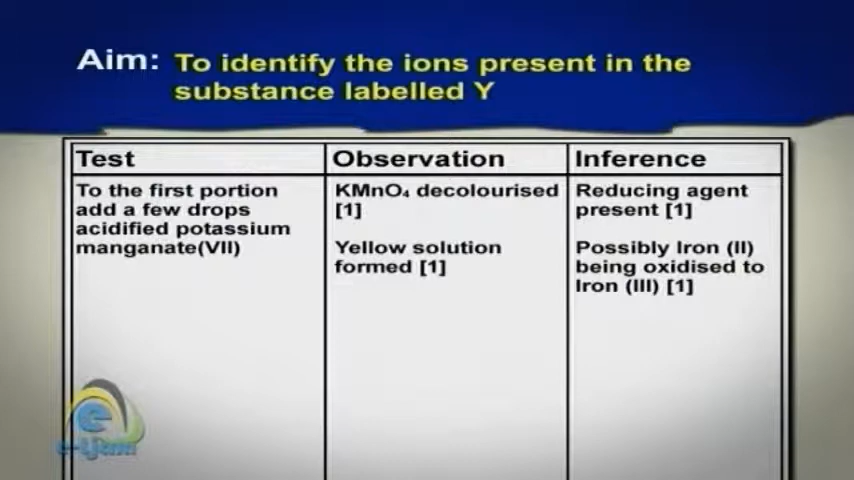 Aim: To identify the ions present in the
substance labelled Y
Test
To the first portion
add a few drops
acidified potassium
manganate(VII)
Observation
KMnO₄ decolourised
[1]
Yellow solution
formed [1]
Inference
Reducing agent
present [1]
Possibly Iron (II)
being oxidised to
Iron (III) [1]
e